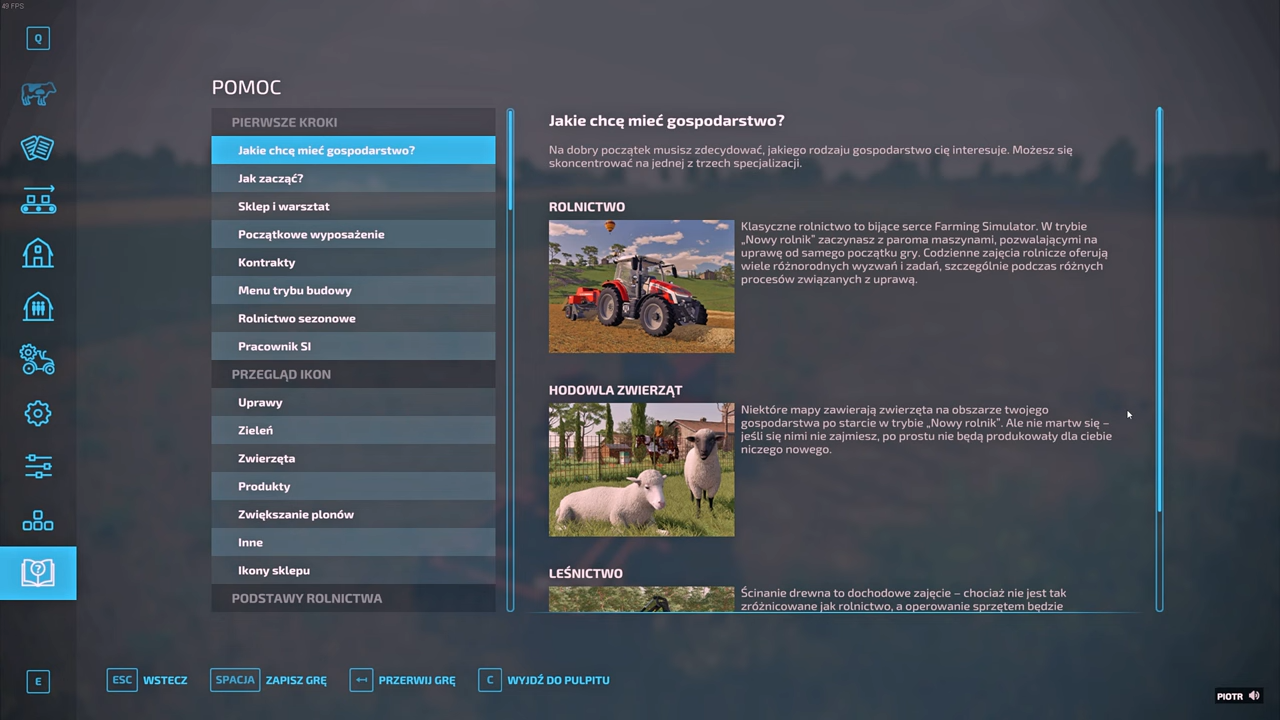 49 FPS
Q
POMOC
PIERWSZE KROKI
Jakie chcę mieć gospodarstwo?
Jak zacząć?
Sklep i warsztat
Początkowe wyposażenie
Kontrakty
Menu trybu budowy
Rolnictwo sezonowe
Pracownik SI
PRZEGLĄD IKON
Uprawy
Zieleń
Zwierzęta
Produkty
Zwiększanie plonów
Inne
Ikony sklepu
PODSTAWY ROLNICTWA
Jakie chcę mieć gospodarstwo?
Na dobry początek musisz zdecydować, jakiego rodzaju gospodarstwo cię interesuje. Możesz się
skoncentrować na jednej z trzech specjalizacji.
ROLNICTWO
Klasyczne rolnictwo to bijące serce Farming Simulator. W trybie
„Nowy rolnik” zaczynasz z paroma maszynami, pozwalającymi na
uprawę od samego początku gry. Codzienne zajęcia rolnicze oferują
wiele różnorodnych wyzwań i zadań, szczególnie podczas różnych
procesów związanych z uprawą.
HODOWLA ZWIERZĄT
Niektóre mapy zawierają zwierzęta na obszarze twojego
gospodarstwa po starcie w trybie „Nowy rolnik”. Ale nie martw się –
jeśli się nimi nie zajmiesz, po prostu nie będą produkowały dla ciebie
niczego nowego.
LEŚNICTWO
Ścinanie drewna to dochodowe zajęcie – chociaż nie jest tak
zróżnicowane jak rolnictwo, a operowanie sprzętem będzie
E
ESC WSTECZ
SPACJA ZAPISZ GRĘ
PRZERWIJ GRĘ
C WYJDŹ DO PULPITU
PIOTR